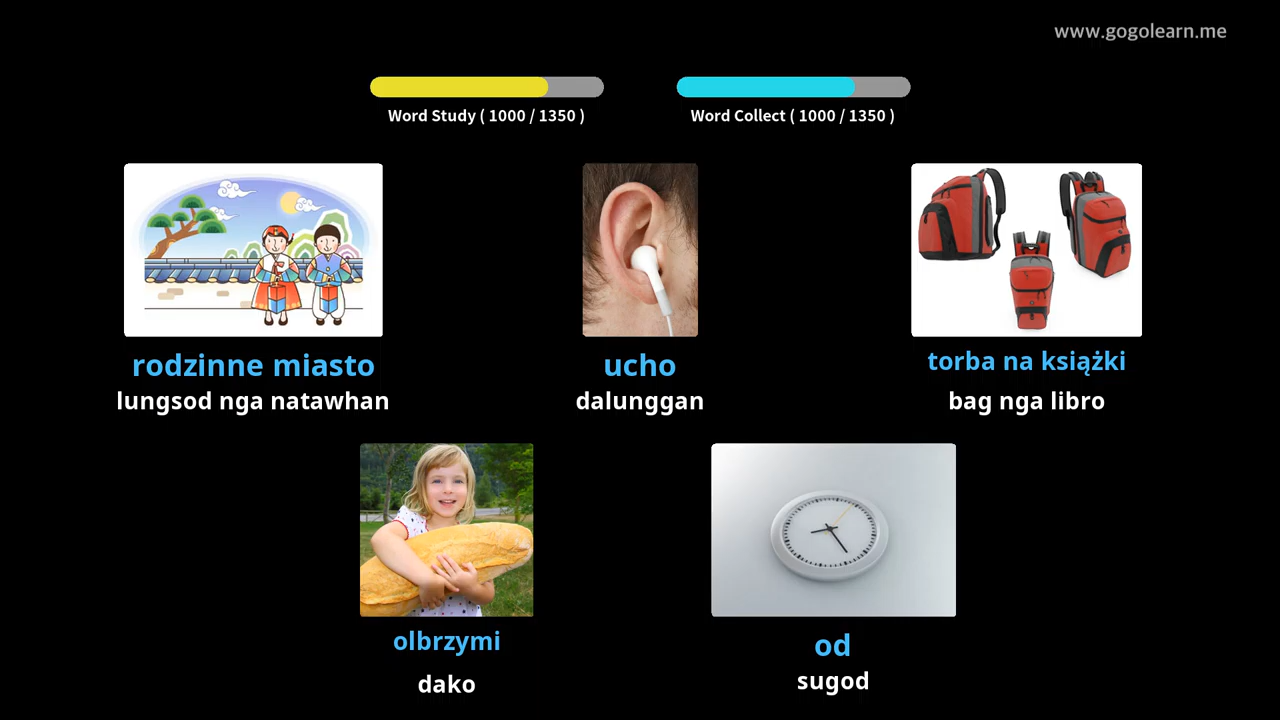 www.gogolearn.me
Word Study ( 1000 / 1350 )
Word Collect ( 1000 / 1350 )
rodzinne miasto
lungsod nga natawhan
ucho
dalunggan
torba na książki
bag nga libro
olbrzymi
dako
od
sugod